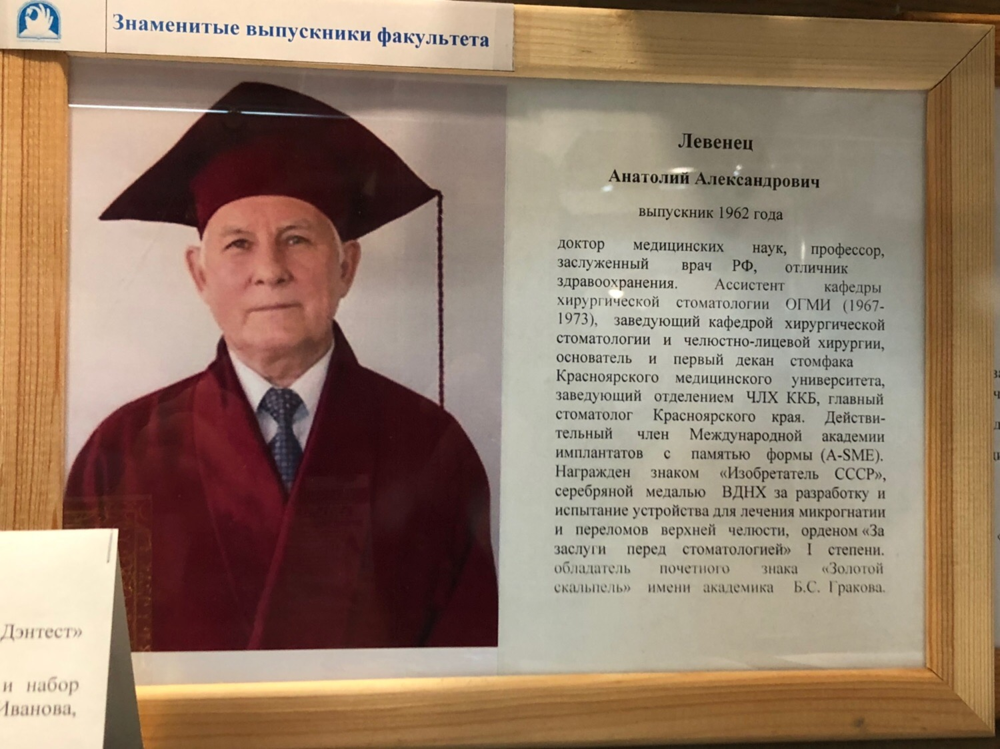 Знаменитые выпускники факультета
Левенец
Анатолий Александрович
выпускник 1962 года
доктор медицинских наук, профессор,
заслуженный врач РФ, отличник
здравоохранения. Ассистент кафедры
хирургической стоматологии ОГМИ (1967-
1973), заведующий кафедрой хирургической
стоматологии и челюстно-лицевой хирургии,
основатель и первый декан стомфака
Красноярского медицинского университета,
заведующий отделением ЧЛХ ККБ, главный
стоматолог Красноярского края. Действи-
тельный член Международной академии
имплантатов с памятью формы (A-SME).
Награжден знаком «Изобретатель СССР»,
серебряной медалью ВДНХ за разработку и
испытание устройства для лечения микрогнатии
и переломов верхней челюсти, орденом «За
заслуги перед стоматологией» I степени.
обладатель почетного знака «Золотой
скальпель» имени академика Б.С. Гракова.
Дэнтест»
и набор
Иванова,